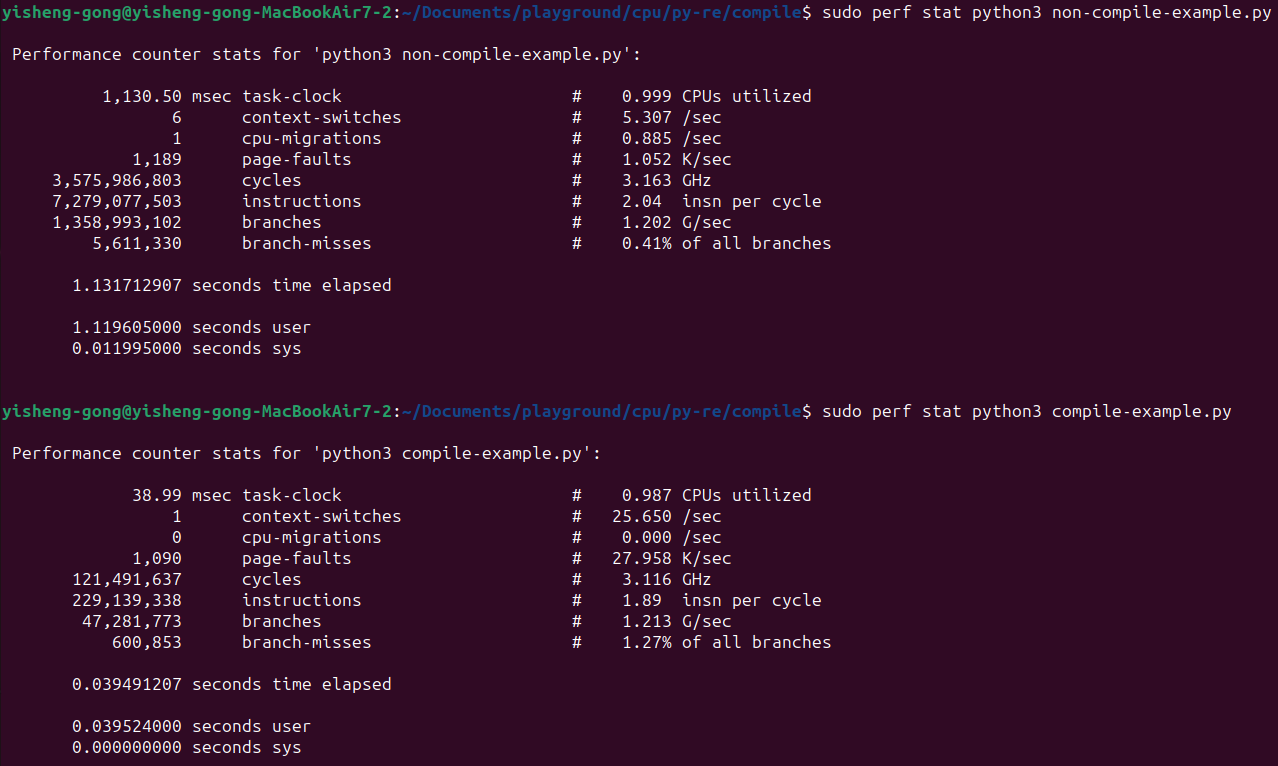 yisheng-gong@yisheng-gong-MacBookAir7-2:~/Documents/playground/cpu/py-re/compile$ sudo perf stat python3 non-compile-example.py
Performance counter stats for 'python3 non-compile-example.py':
1,130.50 msec task-clock # 0.999 CPUs utilized
6 context-switches # 5.307 /sec
1 cpu-migrations # 0.885 /sec
1,189 page-faults # 1.052 K/sec
3,575,986,803 cycles # 3.163 GHz
7,279,077,503 instructions # 2.04 insn per cycle
1,358,993,102 branches # 1.202 G/sec
5,611,330 branch-misses # 0.41% of all branches
1.131712907 seconds time elapsed
1.119605000 seconds user
0.011995000 seconds sys
yisheng-gong@yisheng-gong-MacBookAir7-2:~/Documents/playground/cpu/py-re/compile$ sudo perf stat python3 compile-example.py
Performance counter stats for 'python3 compile-example.py':
38.99 msec task-clock # 0.987 CPUs utilized
1 context-switches # 25.650 /sec
0 cpu-migrations # 0.000 /sec
1,090 page-faults # 27.958 K/sec
121,491,637 cycles # 3.116 GHz
229,139,338 instructions # 1.89 insn per cycle
47,281,773 branches # 1.213 G/sec
600,853 branch-misses # 1.27% of all branches
0.039491207 seconds time elapsed
0.039524000 seconds user
0.000000000 seconds sys